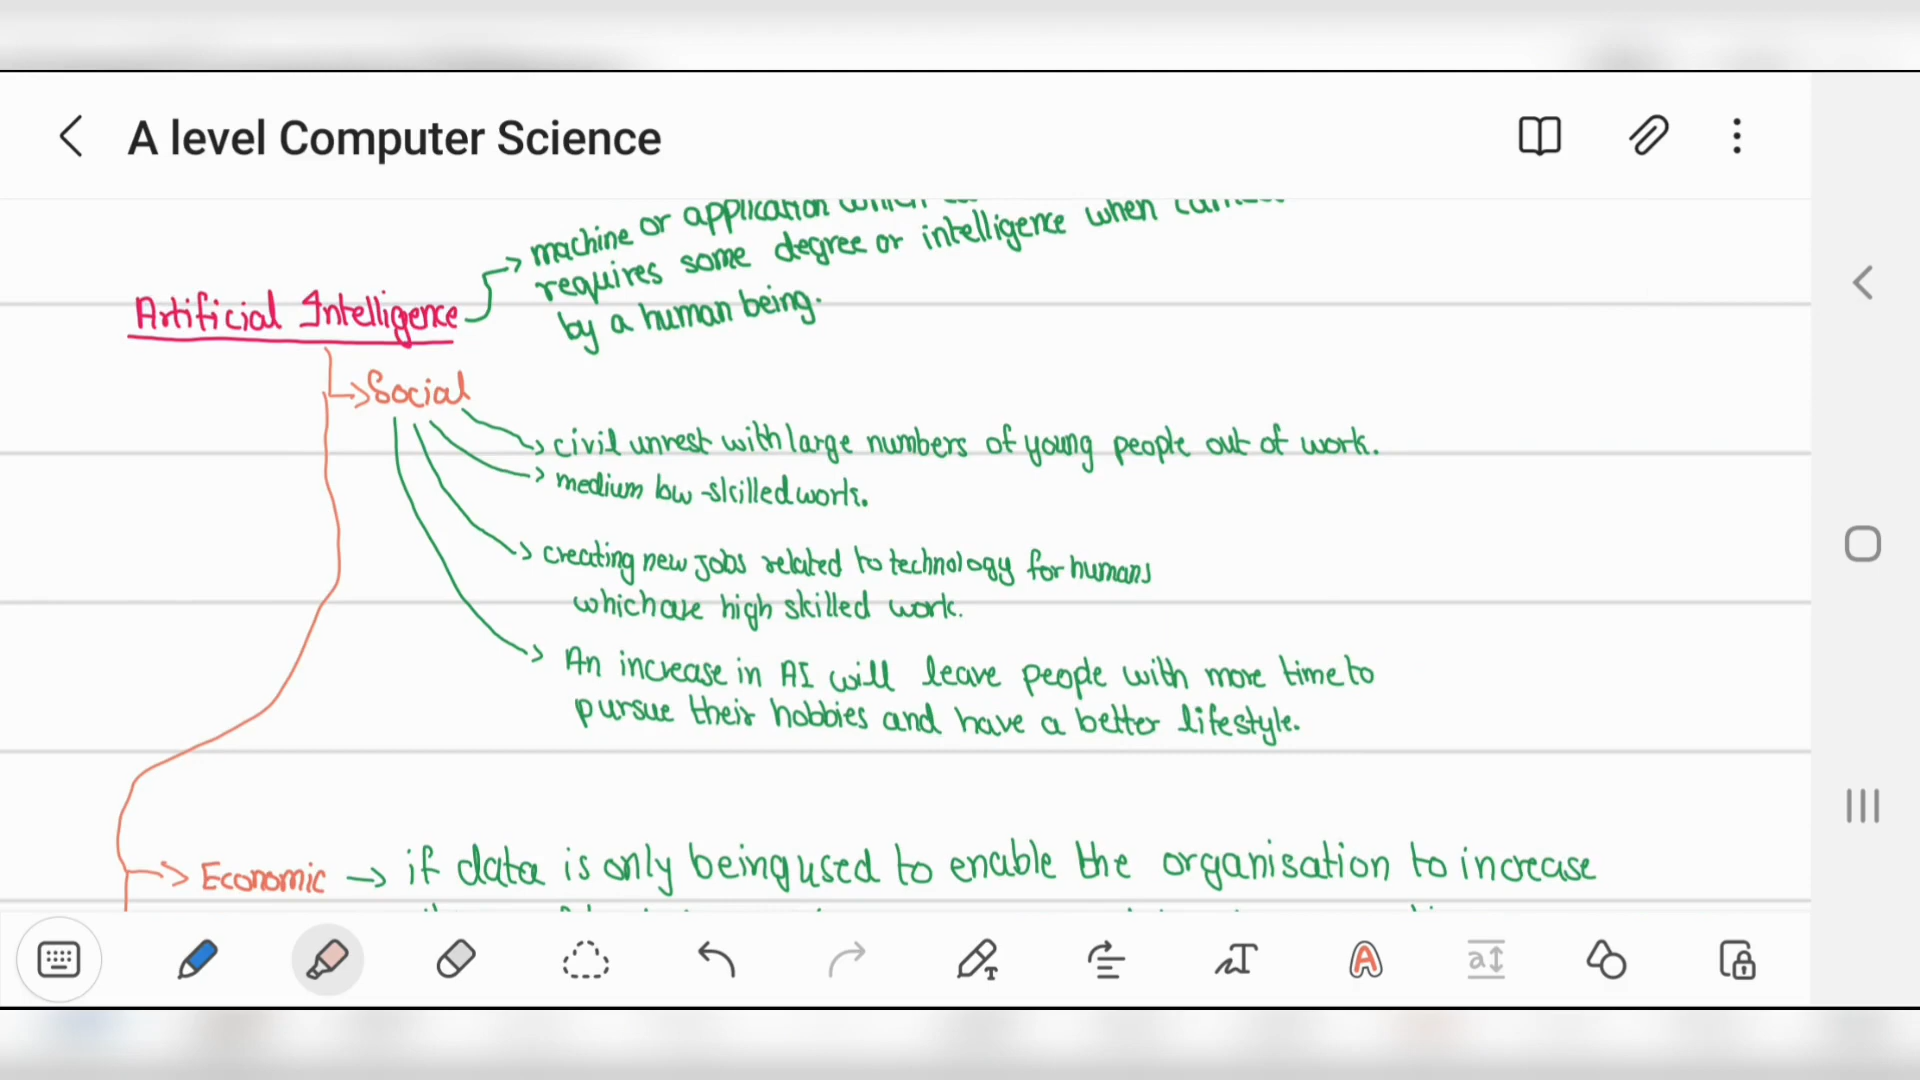 A level Computer Science
machine or application which
requires some degree or intelligence when
by a human being.
Artificial Intelligence
Social
civil unrest with large numbers of young people out of work.
medium low-skilled work.
creating new jobs related to technology for humans
which are high skilled work.
An increase in AI will leave people with more time to
pursue their hobbies and have a better lifestyle.
Economic → if data is only being used to enable the organisation to increase